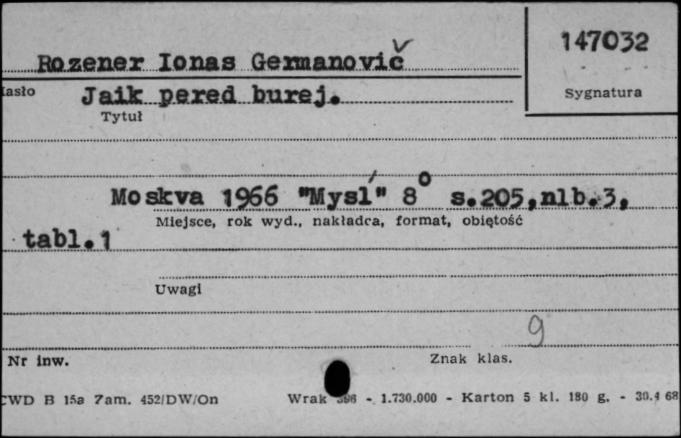 147032
Rozener Ionas Germanovič
Sygnatura
Hasło Jaik pered burej.
Tytuł
Moskva 1966 "Myśl" 8° s.205,nlb.3,
Miejsce, rok wyd., nakładca, format, objętość
tabl.1
Uwagi
9
Nr inw. Znak klas.
CWD B 15a Zam. 452/DW/On Wrak 396 - 1.730.000 - Karton 5 kl. 180 g. - 30.4 68